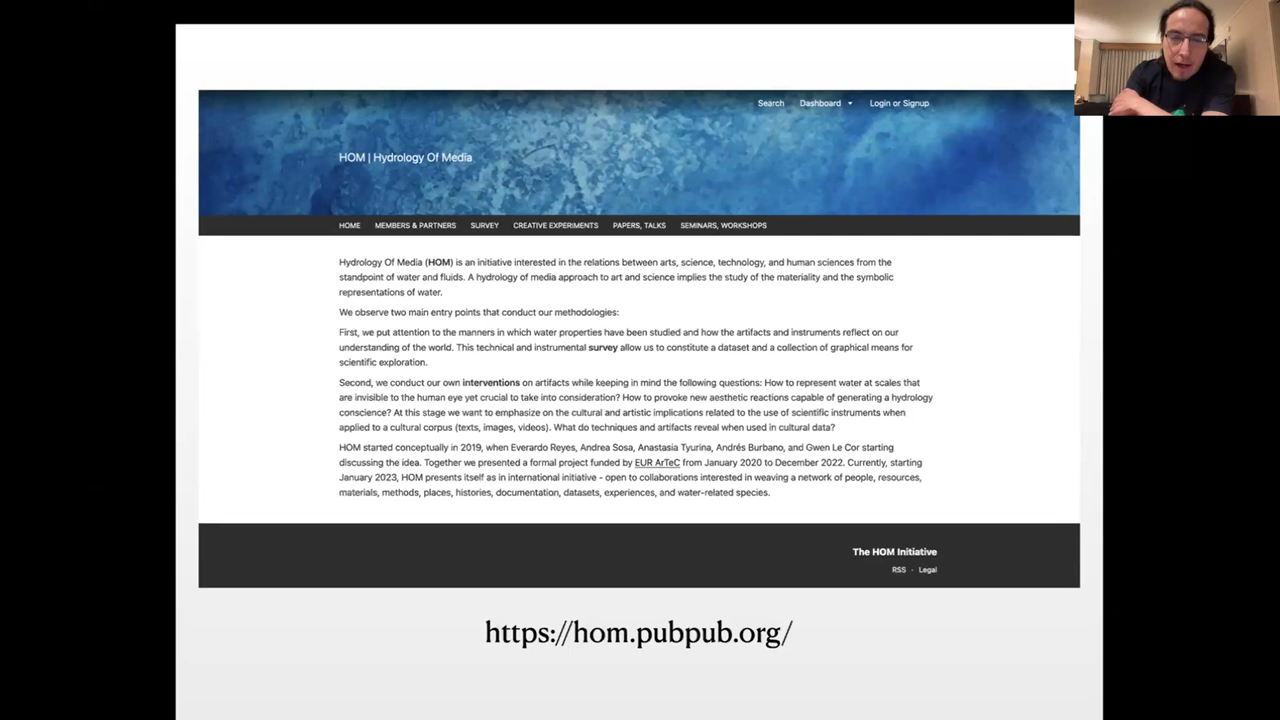 Search Dashboard Login or Signup
HOM | Hydrology Of Media
HOME MEMBERS & PARTNERS SURVEY CREATIVE EXPERIMENTS PAPERS, TALKS SEMINARS, WORKSHOPS
Hydrology Of Media (HOM) is an initiative interested in the relations between arts, science, technology, and human sciences from the
standpoint of water and fluids. A hydrology of media approach to art and science implies the study of the materiality and the symbolic
representations of water.
We observe two main entry points that conduct our methodologies:
First, we put attention to the manners in which water properties have been studied and how the artifacts and instruments reflect on our
understanding of the world. This technical and instrumental survey allow us to constitute a dataset and a collection of graphical means for
scientific exploration.
Second, we conduct our own interventions on artifacts while keeping in mind the following questions: How to represent water at scales that
are invisible to the human eye yet crucial to take into consideration? How to provoke new aesthetic reactions capable of generating a hydrology
conscience? At this stage we want to emphasize on the cultural and artistic implications related to the use of scientific instruments when
applied to a cultural corpus (texts, images, videos). What do techniques and artifacts reveal when used in cultural data?
HOM started conceptually in 2019, when Everardo Reyes, Andrea Sosa, Anastasia Tyurina, Andrés Burbano, and Gwen Le Cor starting
discussing the idea. Together we presented a formal project funded by EUR ArTeC from January 2020 to December 2022. Currently, starting
January 2023, HOM presents itself as in international initiative - open to collaborations interested in weaving a network of people, resources,
materials, methods, places, histories, documentation, datasets, experiences, and water-related species.
The HOM Initiative
RSS · Legal
https://hom.pubpub.org/